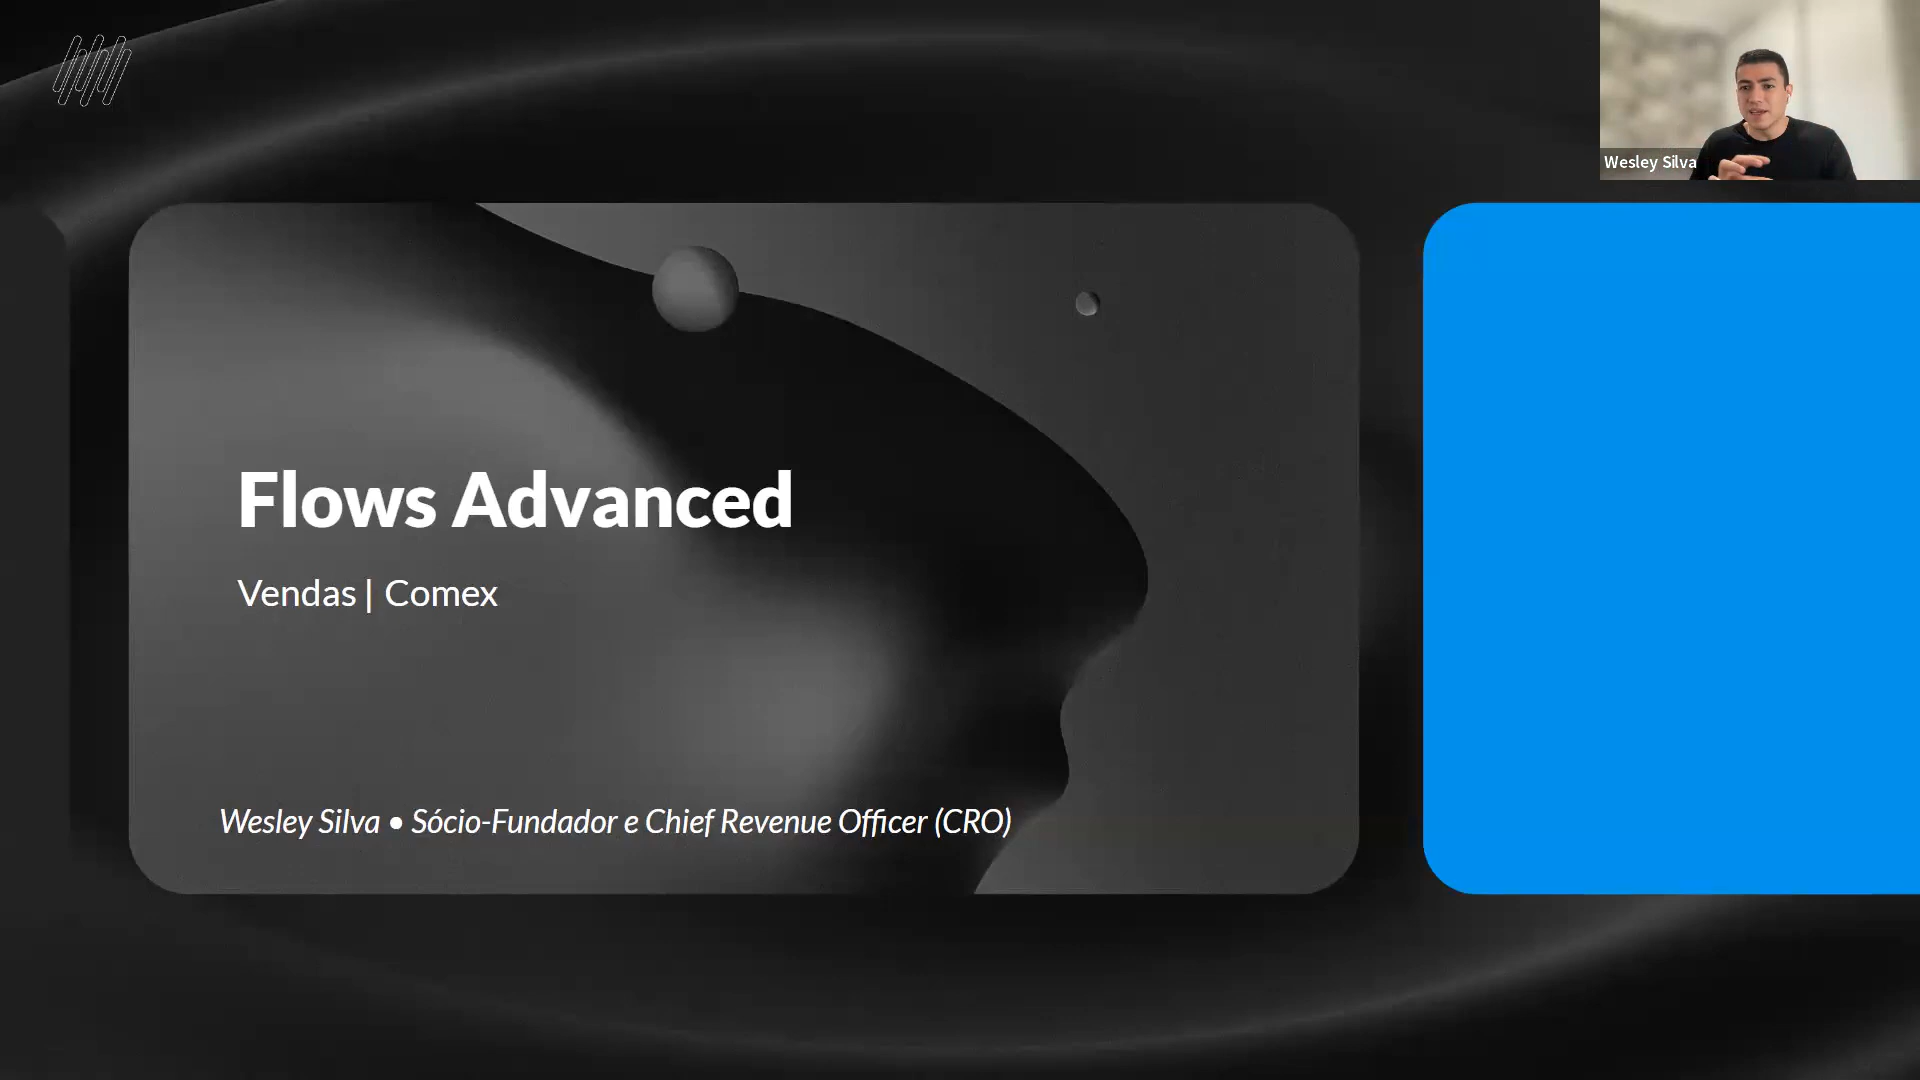 Wesley Silva
Flows Advanced
Vendas | Comex
Wesley Silva • Sócio-Fundador e Chief Revenue Officer (CRO)